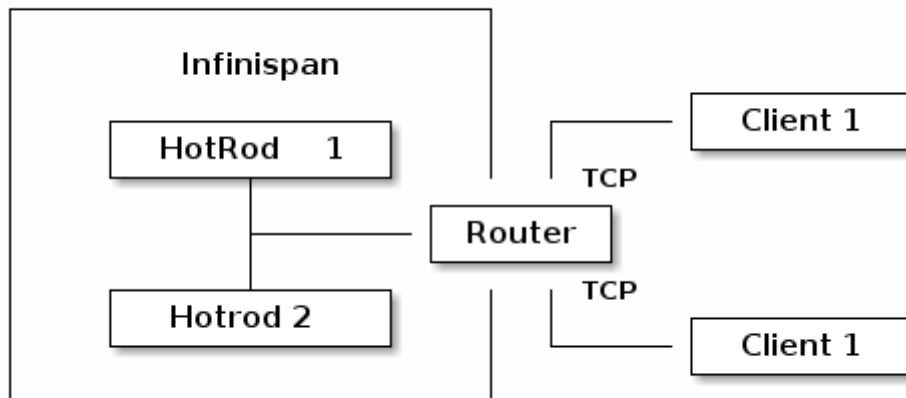 Infinispan
HotRod 1
Client 1
TCP
Router
TCP
Hotrod 2
Client 1